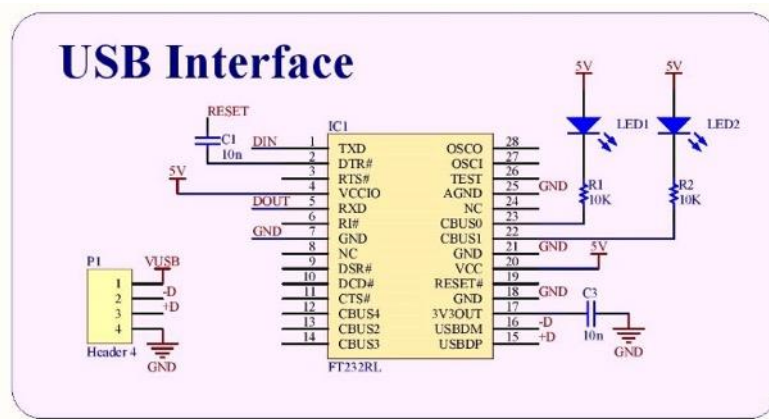 USB Interface
RESET
C1
10n
5V
DIN
DOUT
GND
P1
VUSB
1
2
3
4
-D
+D
Header 4
GND
IC1
1 TXD
2 DTR#
3 RTS#
4 VCCIO
5 RXD
6 RI#
7 GND
8 NC
9 DSR#
10 DCD#
11 CTS#
12 CBUS4
13 CBUS2
14 CBUS3
OSCO 28
OSCI 27
TEST 26
AGND 25
NC 24
CBUS0 23
CBUS1 22
GND 21
VCC 20
RESET# 19
GND 18
3V3OUT 17
USBDM 16
USBDP 15
FT232RL
GND
GND
5V
GND
-D
+D
5V
LED1
R1
10K
5V
LED2
R2
10K
C3
10n
GND